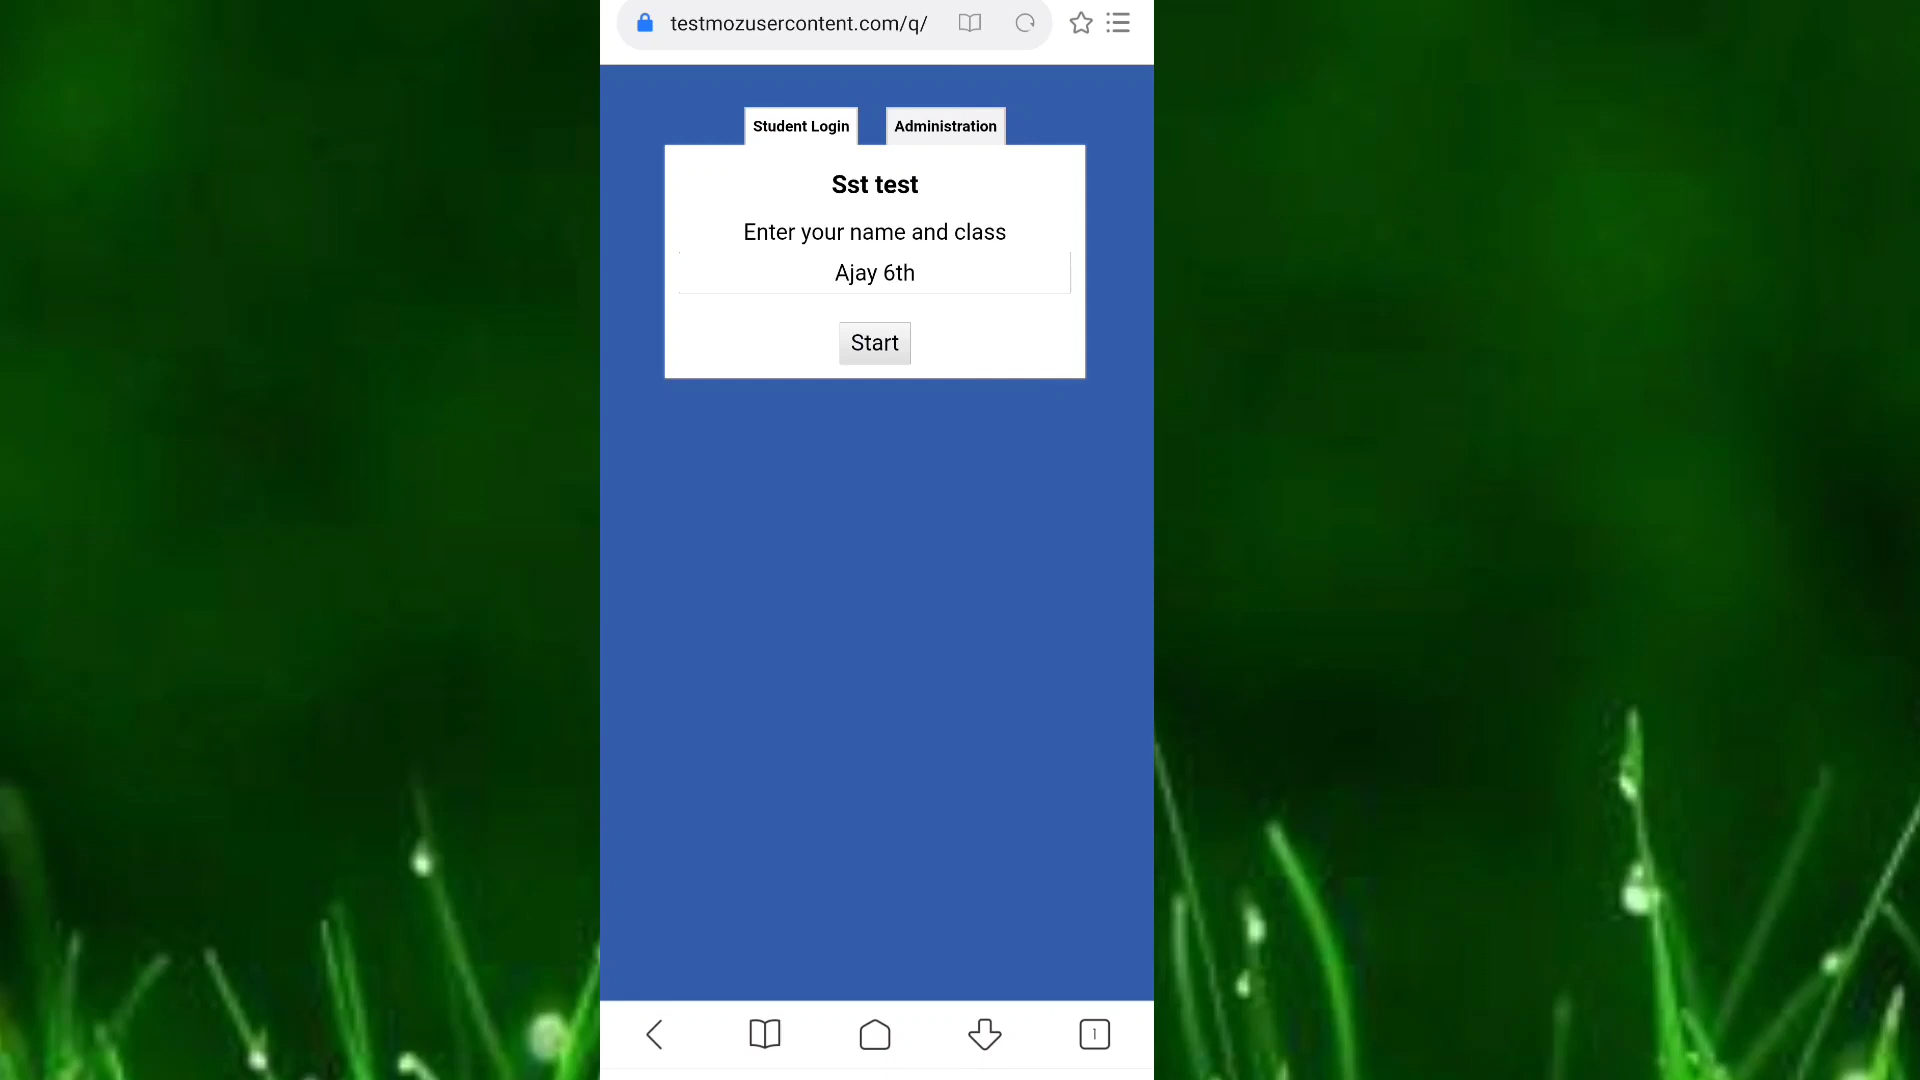 testmozusercontent.com/q/
Student Login
Administration
Sst test
Enter your name and class
Ajay 6th
Start
1